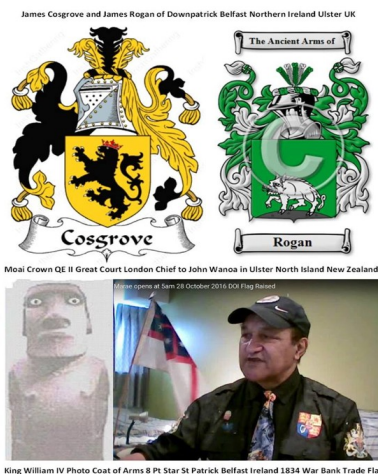 James Cosgrove and James Rogan of Downpatrick Belfast Northern Ireland Ulster UK
The Ancient Arms of
Cosgrove
Rogan
Moai Crown QE II Great Court London Chief to John Wanoa in Ulster North Island New Zealand
Marae opens at 5am 28 October 2016 DOI Flag Raised
King William IV Photo Coat of Arms 8 Pt Star St Patrick Belfast Ireland 1834 War Bank Trade Fla